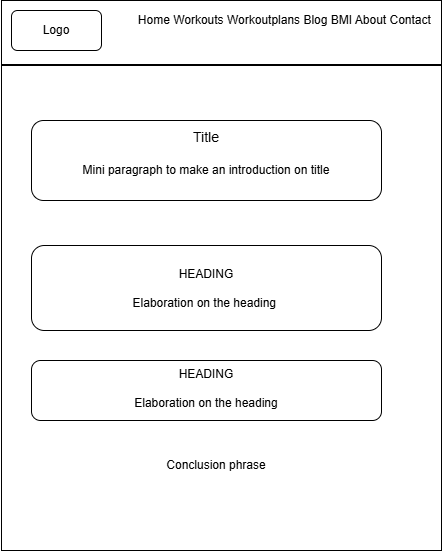 Logo
Home Workouts Workoutplans Blog BMI About Contact
Title
Mini paragraph to make an introduction on title
HEADING
Elaboration on the heading
HEADING
Elaboration on the heading
Conclusion phrase